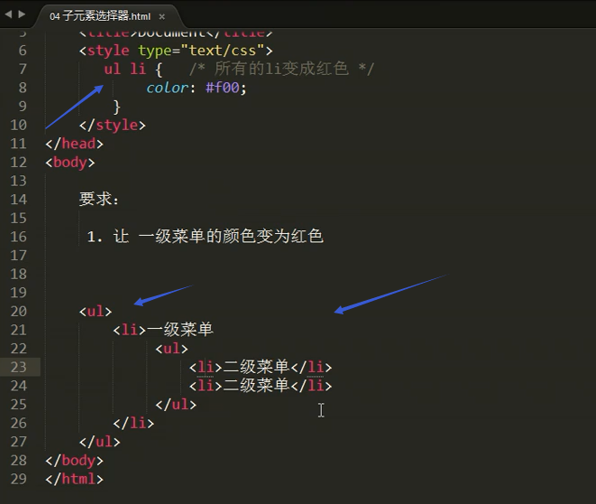 04 子元素选择器.html ×
5 <title>Document</title>
6 <style type="text/css">
7 ul li { /* 所有的li变成红色 */
8 color: #f00;
9 }
10 </style>
11 </head>
12 <body>
13
14 要求：
15
16 1. 让 一级菜单的颜色变为红色
17
18
19
20 <ul>
21 <li>一级菜单
22 <ul>
23 <li>二级菜单</li>
24 <li>二级菜单</li>
25 </ul>
26 </li>
27 </ul>
28 </body>
29 </html>